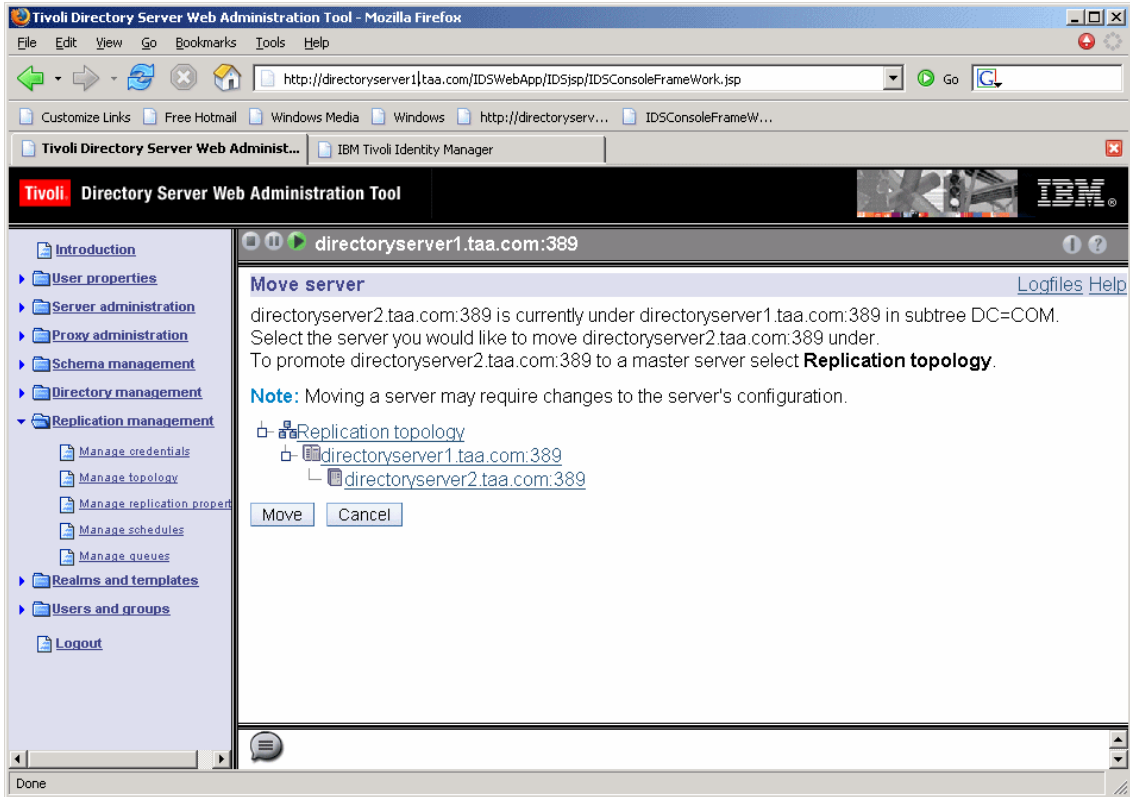 Tivoli Directory Server Web Administration Tool - Mozilla Firefox
File Edit View Go Bookmarks Tools Help
http://directoryserver1.taa.com/IDSWebApp/IDSjsp/IDSConsoleFrameWork.jsp
Go
G
Customize Links Free Hotmail Windows Media Windows http://directoryserv... IDSConsoleFrameW...
Tivoli Directory Server Web Administ... IBM Tivoli Identity Manager
Tivoli. Directory Server Web Administration Tool
IBM®
Introduction
User properties
Server administration
Proxy administration
Schema management
Directory management
Replication management
Manage credentials
Manage topology
Manage replication propert
Manage schedules
Manage queues
Realms and templates
Users and groups
Logout
directoryserver1.taa.com:389
Move server Logfiles Help
directoryserver2.taa.com:389 is currently under directoryserver1.taa.com:389 in subtree DC=COM.
Select the server you would like to move directoryserver2.taa.com:389 under.
To promote directoryserver2.taa.com:389 to a master server select Replication topology.
Note: Moving a server may require changes to the server's configuration.
Replication topology
directoryserver1.taa.com:389
directoryserver2.taa.com:389
Move Cancel
Done